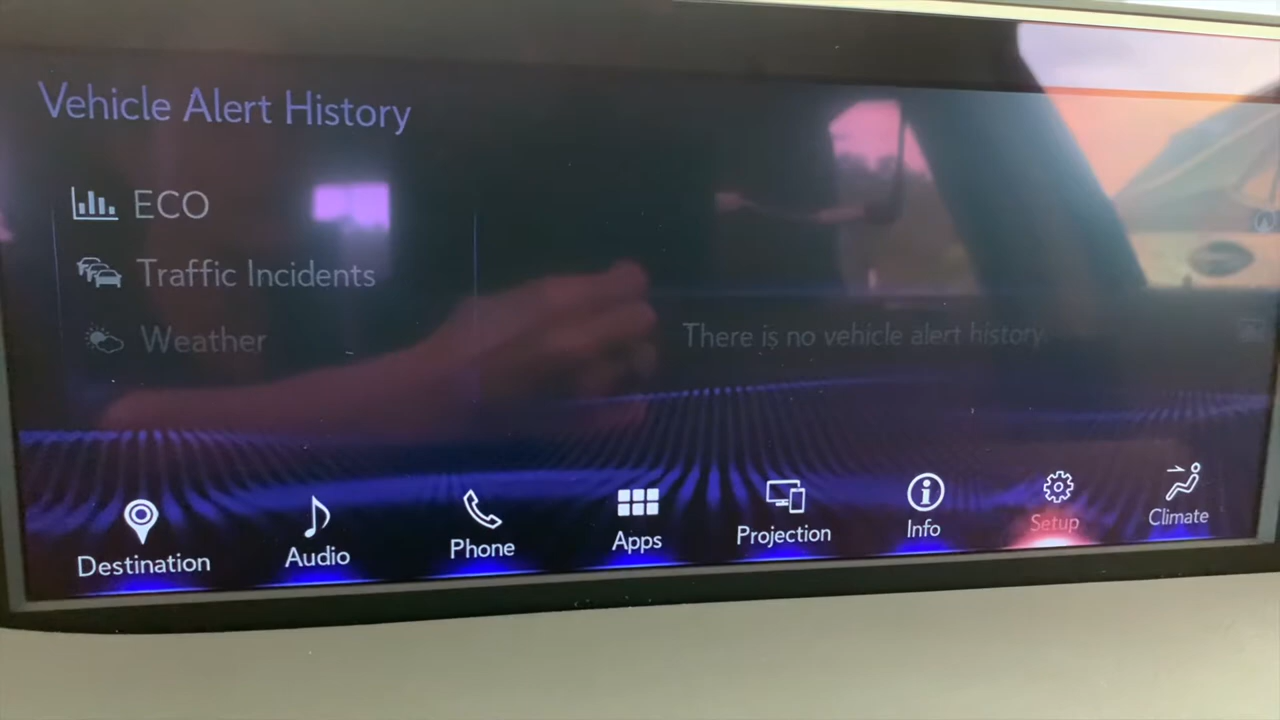 Vehicle Alert History
ECO
Traffic Incidents
Weather
There is no vehicle alert history.
Destination
Audio
Phone
Apps
Projection
Info
Setup
Climate